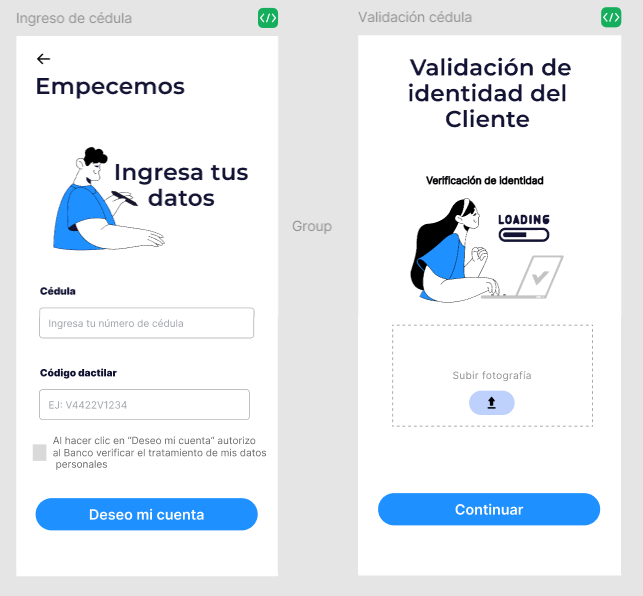 Ingreso de cédula
Empecemos
Ingresa tus
datos
Cédula
Ingresa tu número de cédula
Código dactilar
EJ: V4422V1234
Al hacer clic en “Deseo mi cuenta” autorizo
al Banco verificar el tratamiento de mis datos
personales
Deseo mi cuenta
Group
Validación cédula
Validación de
identidad del
Cliente
Verificación de identidad
LOADING
Subir fotografía
Continuar